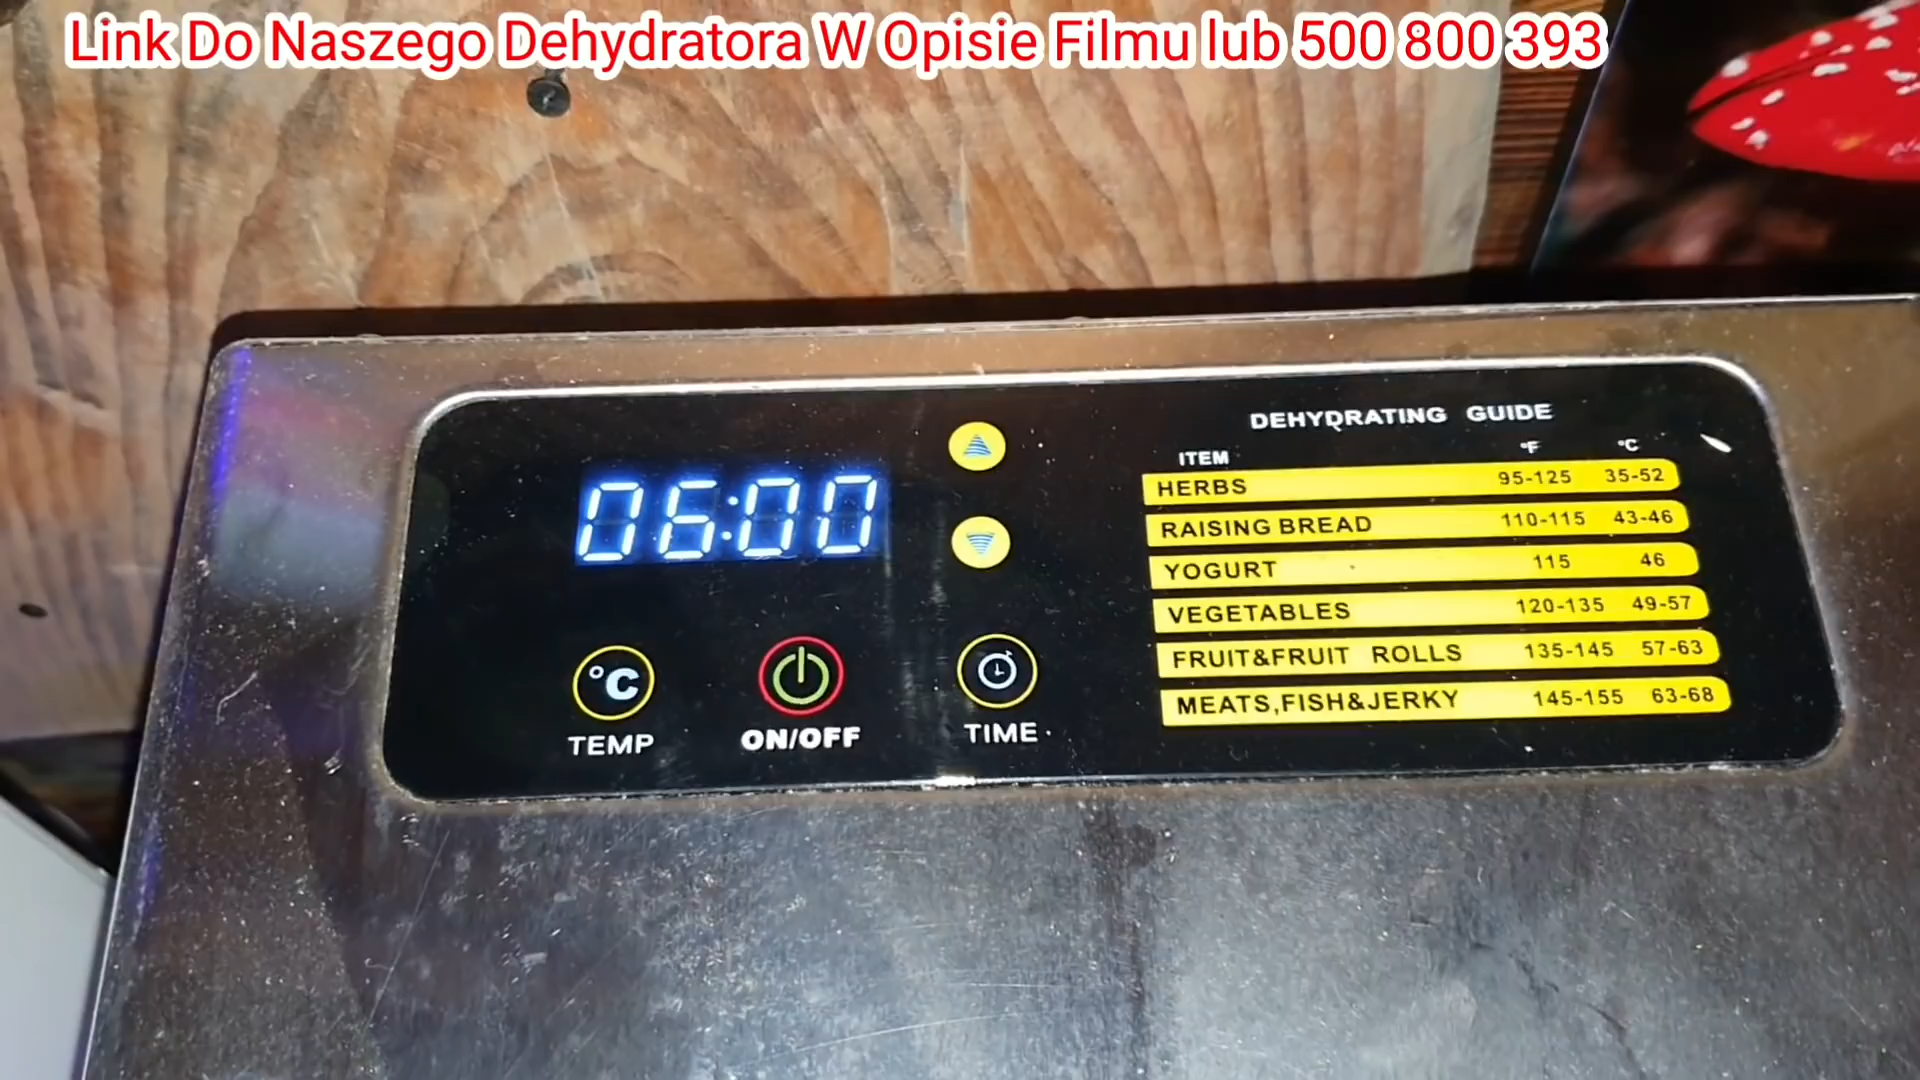 Link Do Naszego Dehydratora W Opisie Filmu lub 500 800 393
06:00
°C
TEMP
ON/OFF
TIME
DEHYDRATING GUIDE
ITEM °F °C
HERBS 95-125 35-52
RAISING BREAD 110-115 43-46
YOGURT 115 46
VEGETABLES 120-135 49-57
FRUIT&FRUIT ROLLS 135-145 57-63
MEATS,FISH&JERKY 145-155 63-68